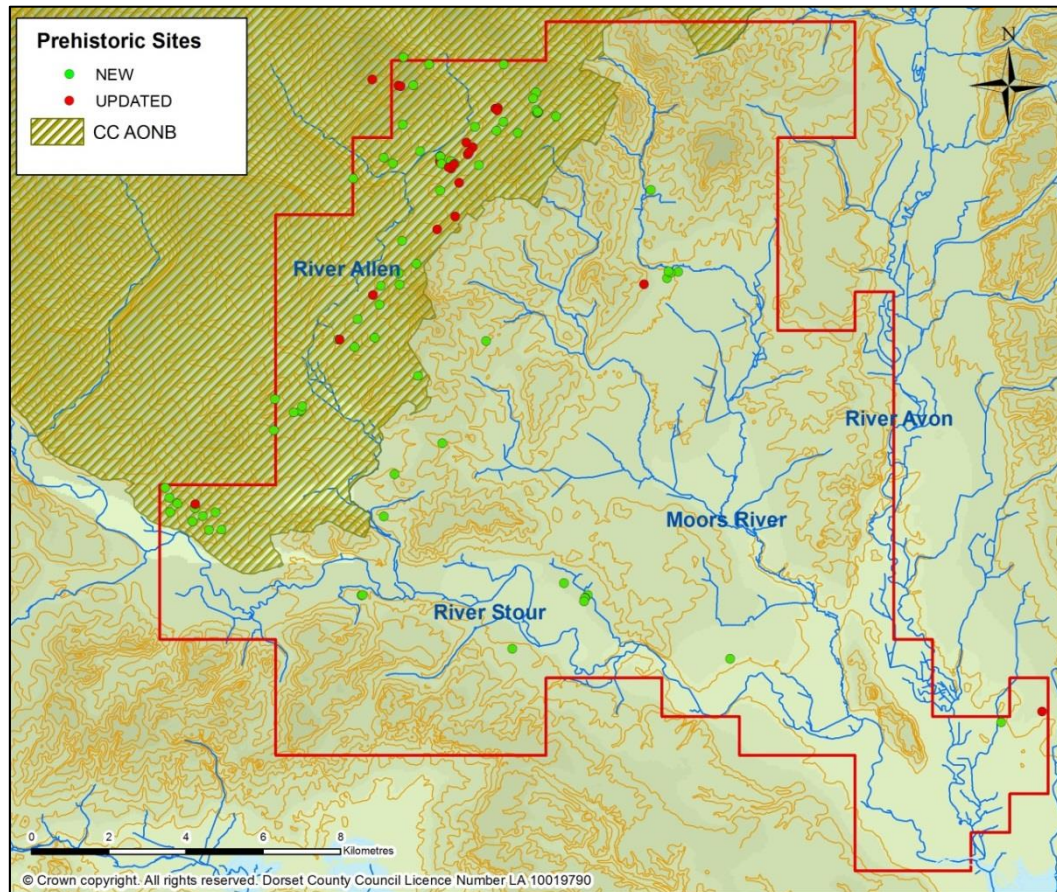 Prehistoric Sites
NEW
UPDATED
CC AONB
N
River Allen
River Avon
Moors River
River Stour
0 2 4 6 8
Kilometres
© Crown copyright. All rights reserved. Dorset County Council Licence Number LA 10019790